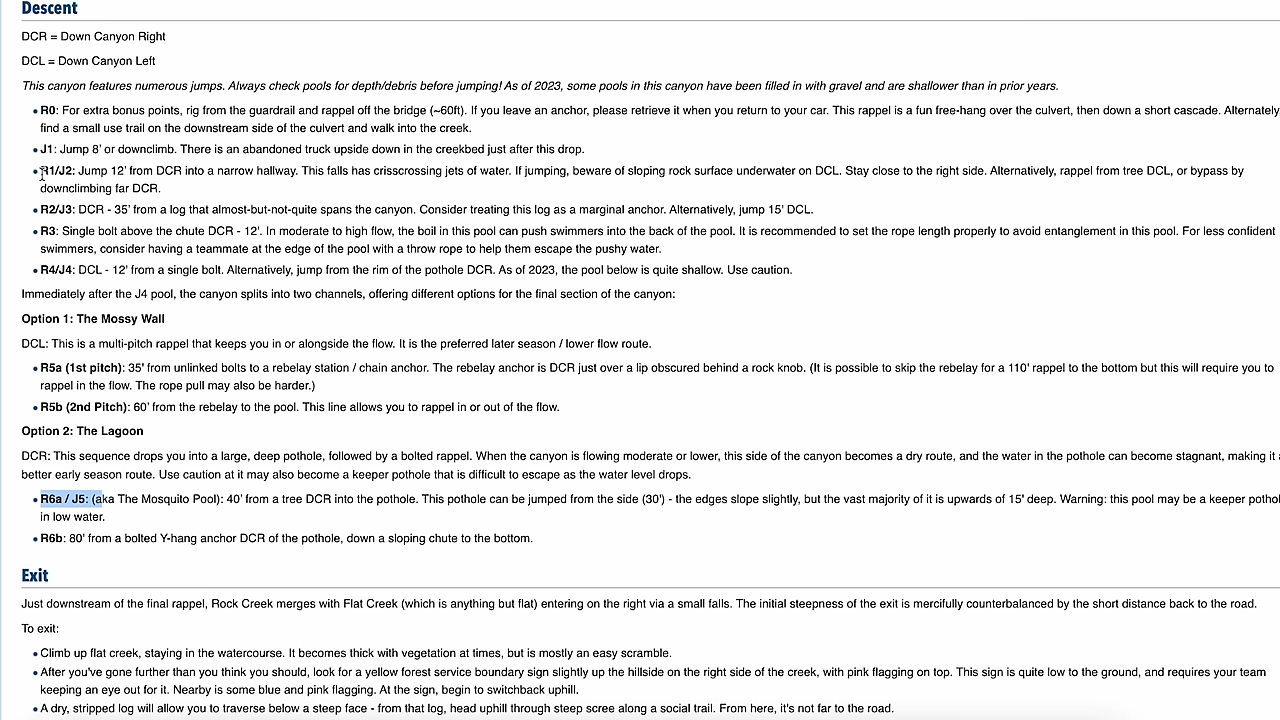 Descent
DCR = Down Canyon Right
DCL = Down Canyon Left
This canyon features numerous jumps. Always check pools for depth/debris before jumping! As of 2023, some pools in this canyon have been filled in with gravel and are shallower than in prior years.
• R0: For extra bonus points, rig from the guardrail and rappel off the bridge (~60ft). If you leave an anchor, please retrieve it when you return to your car. This rappel is a fun free-hang over the culvert, then down a short cascade. Alternately
find a small use trail on the downstream side of the culvert and walk into the creek.
• J1: Jump 8' or downclimb. There is an abandoned truck upside down in the creekbed just after this drop.
• R1/J2: Jump 12' from DCR into a narrow hallway. This falls has crisscrossing jets of water. If jumping, beware of sloping rock surface underwater on DCL. Stay close to the right side. Alternatively, rappel from tree DCL, or bypass by
downclimbing far DCR.
• R2/J3: DCR - 35' from a log that almost-but-not-quite spans the canyon. Consider treating this log as a marginal anchor. Alternatively, jump 15' DCL.
• R3: Single bolt above the chute DCR - 12'. In moderate to high flow, the boil in this pool can push swimmers into the back of the pool. It is recommended to set the rope length properly to avoid entanglement in this pool. For less confident
swimmers, consider having a teammate at the edge of the pool with a throw rope to help them escape the pushy water.
• R4/J4: DCL - 12' from a single bolt. Alternatively, jump from the rim of the pothole DCR. As of 2023, the pool below is quite shallow. Use caution.
Immediately after the J4 pool, the canyon splits into two channels, offering different options for the final section of the canyon:
Option 1: The Mossy Wall
DCL: This is a multi-pitch rappel that keeps you in or alongside the flow. It is the preferred later season / lower flow route.
• R5a (1st pitch): 35' from unlinked bolts to a rebelay station / chain anchor. The rebelay anchor is DCR just over a lip obscured behind a rock knob. (It is possible to skip the rebelay for a 110' rappel to the bottom but this will require you to
rappel in the flow. The rope pull may also be harder.)
• R5b (2nd Pitch): 60' from the rebelay to the pool. This line allows you to rappel in or out of the flow.
Option 2: The Lagoon
DCR: This sequence drops you into a large, deep pothole, followed by a bolted rappel. When the canyon is flowing moderate or lower, this side of the canyon becomes a dry route, and the water in the pothole can become stagnant, making it a
better early season route. Use caution at it may also become a keeper pothole that is difficult to escape as the water level drops.
• R6a / J5: (aka The Mosquito Pool): 40' from a tree DCR into the pothole. This pothole can be jumped from the side (30') - the edges slope slightly, but the vast majority of it is upwards of 15' deep. Warning: this pool may be a keeper pothol
in low water.
• R6b: 80' from a bolted Y-hang anchor DCR of the pothole, down a sloping chute to the bottom.
Exit
Just downstream of the final rappel, Rock Creek merges with Flat Creek (which is anything but flat) entering on the right via a small falls. The initial steepness of the exit is mercifully counterbalanced by the short distance back to the road.
To exit:
• Climb up flat creek, staying in the watercourse. It becomes thick with vegetation at times, but is mostly an easy scramble.
• After you've gone further than you think you should, look for a yellow forest service boundary sign slightly up the hillside on the right side of the creek, with pink flagging on top. This sign is quite low to the ground, and requires your team
keeping an eye out for it. Nearby is some blue and pink flagging. At the sign, begin to switchback uphill.
• A dry, stripped log will allow you to traverse below a steep face - from that log, head uphill through steep scree along a social trail. From here, it's not far to the road.